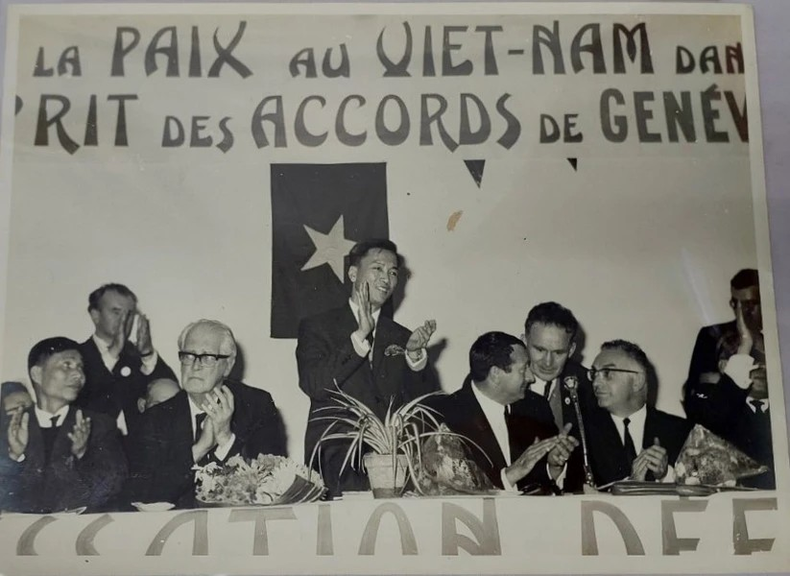 LA PAIX AU VIET-NAM DAN
PRIT DES ACCORDS DE GENÉV